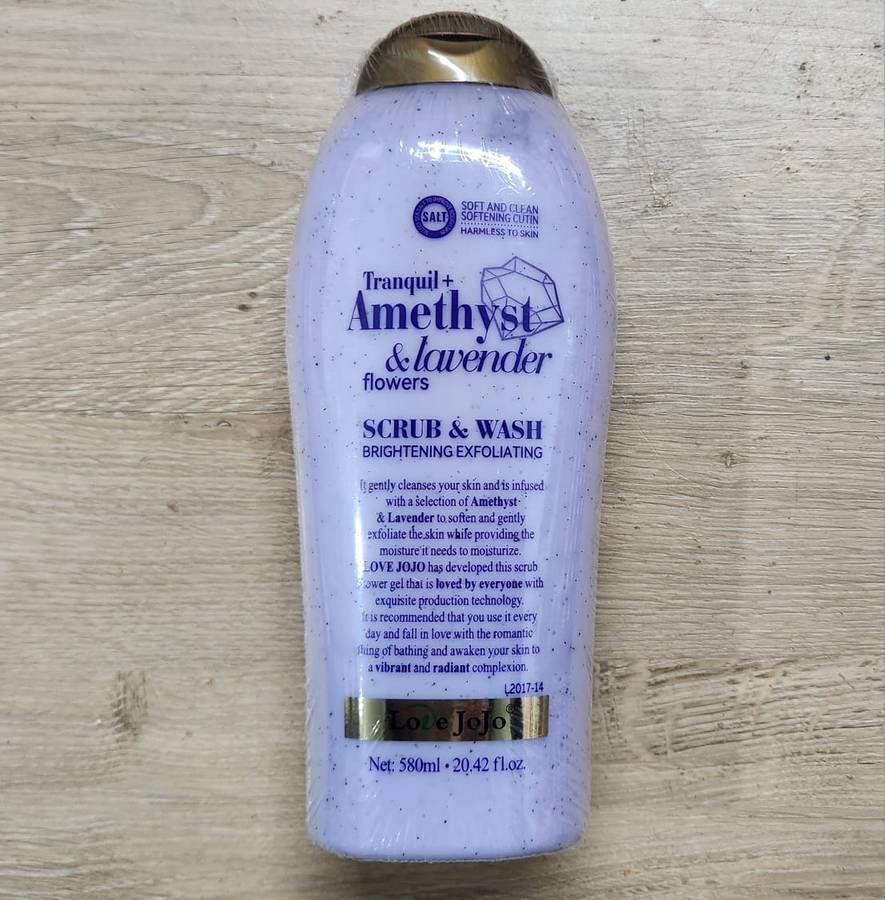 SALT
SOFT AND CLEAN
SOFTENING CUTIN
HARMLESS TO SKIN
Tranquil+
Amethyst
& lavender
flowers
SCRUB & WASH
BRIGHTENING EXFOLIATING
It gently cleanses your skin and is infused
with a selection of Amethyst
& Lavender to soften and gently
exfoliate the skin while providing the
moisture it needs to moisturize.
LOVE JOJO has developed this scrub
shower gel that is loved by everyone with
exquisite production technology.
It is recommended that you use it every
day and fall in love with the romantic
thing of bathing and awaken your skin to
a vibrant and radiant complexion.
L2017-14
Love JoJo®
Net: 580ml • 20.42 fl.oz.